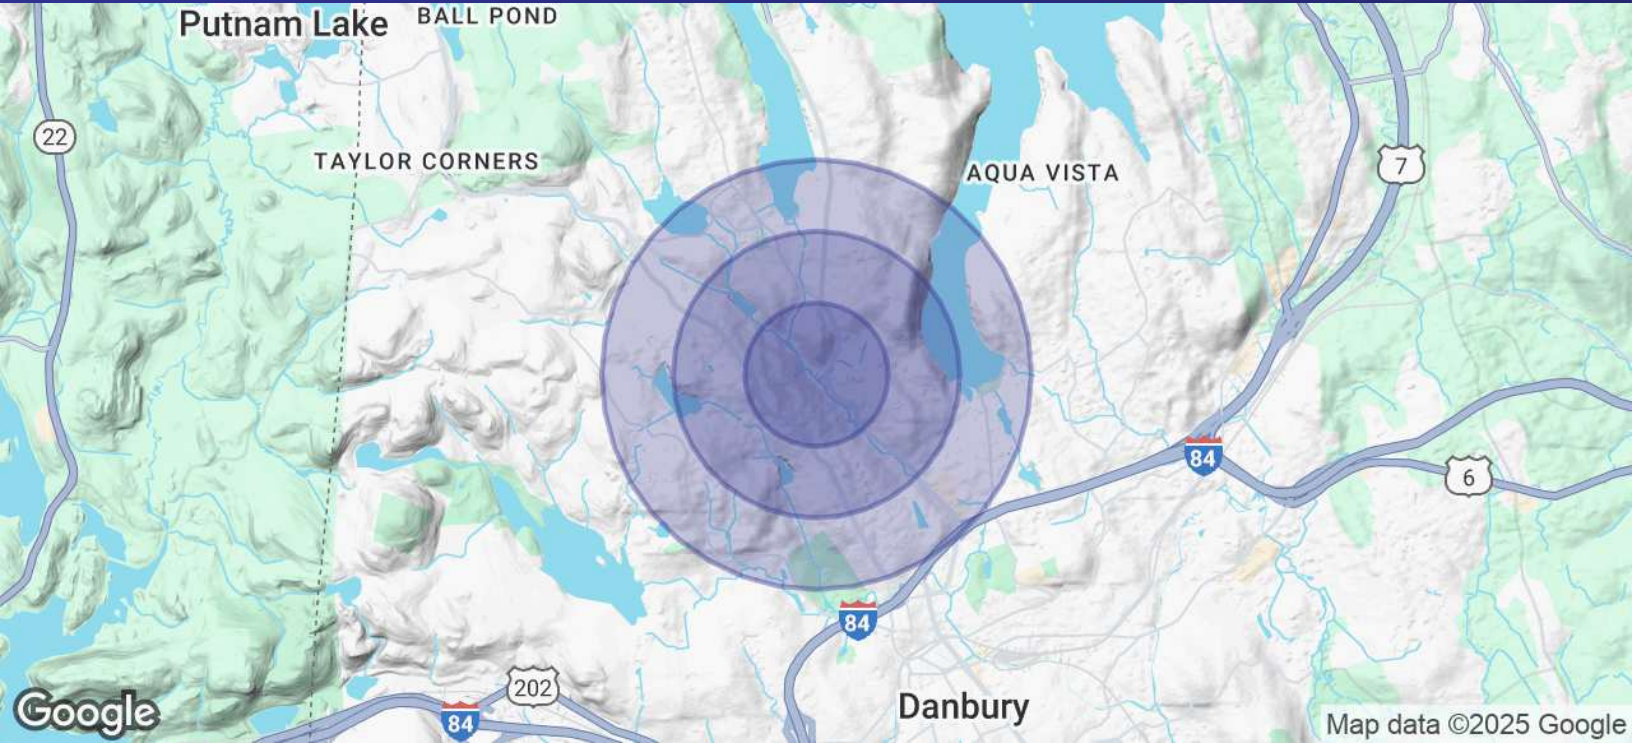 Putnam Lake
BALL POND
22
TAYLOR CORNERS
AQUA VISTA
7
84
6
84
202
84
Danbury
Google
Map data ©2025 Google